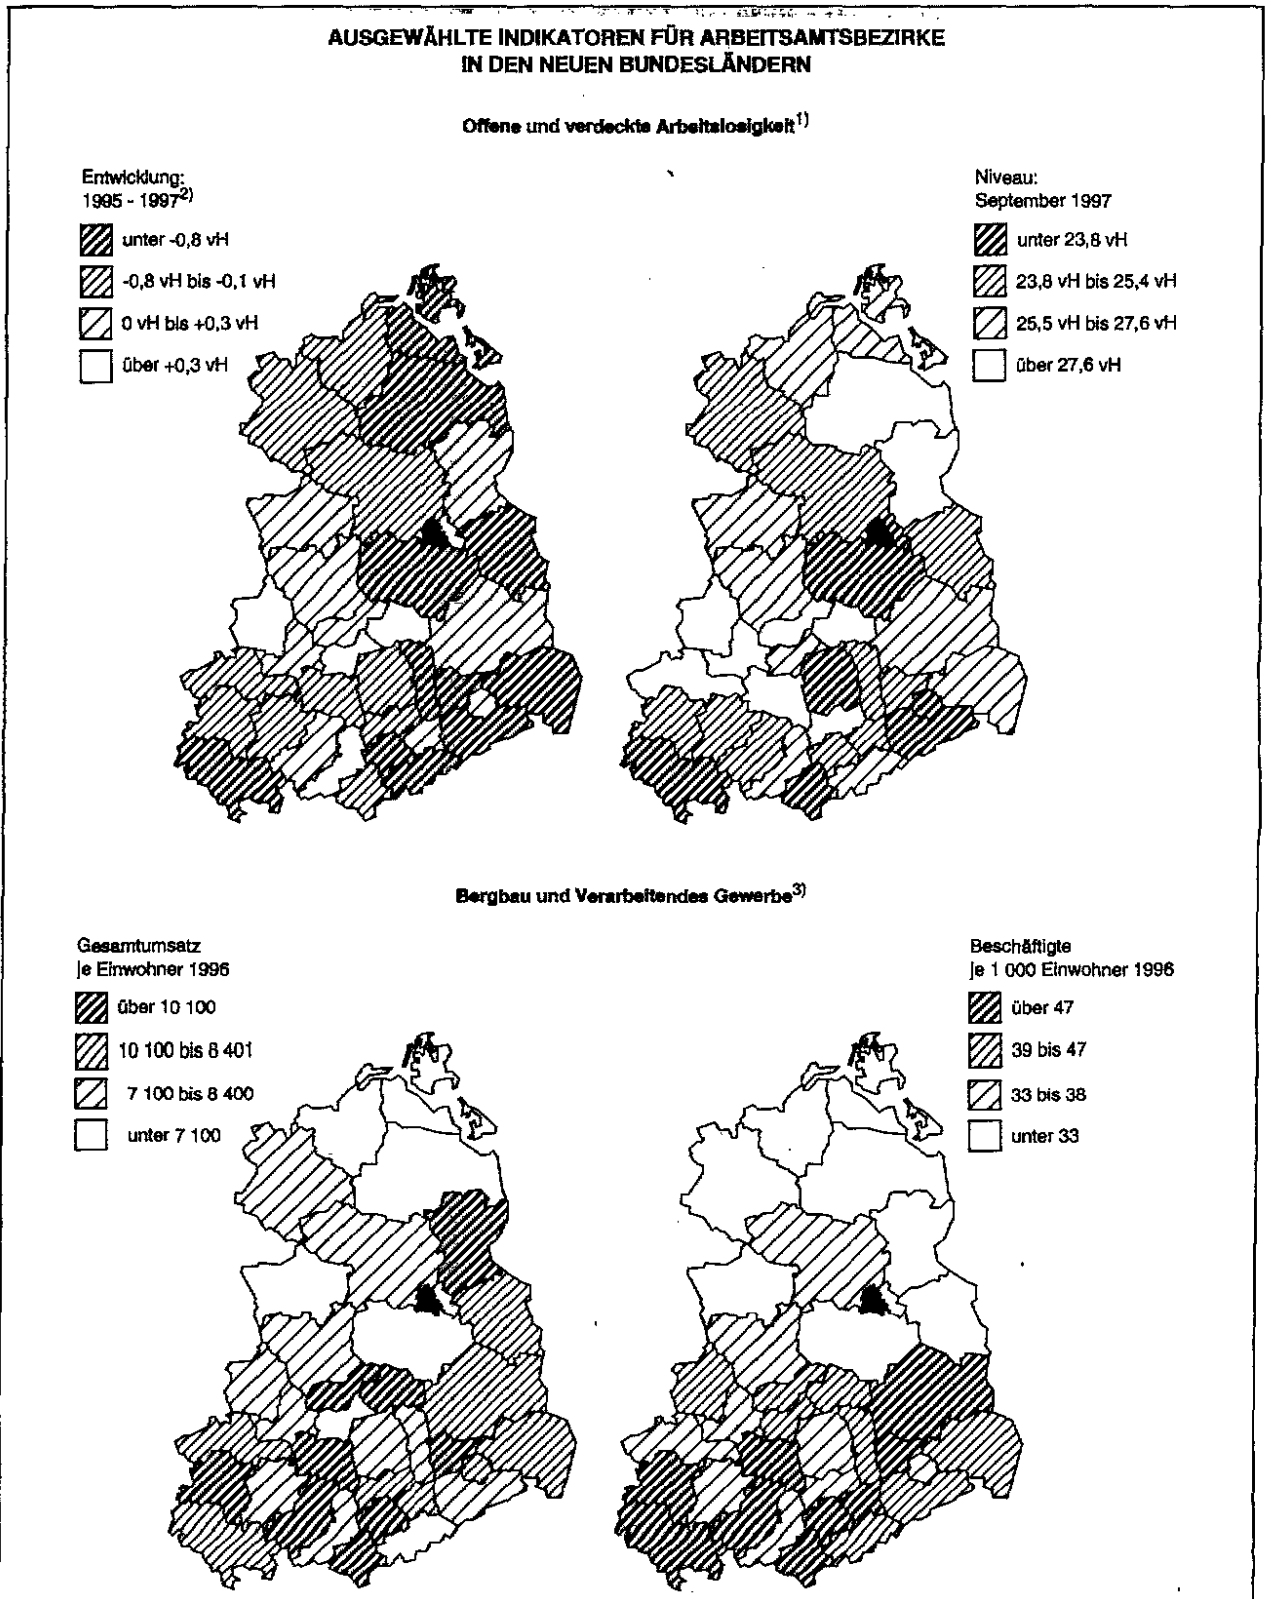 AUSGEWÄHLTE INDIKATOREN FÜR ARBEITSAMTSBEZIRKE
IN DEN NEUEN BUNDESLÄNDERN
Offene und verdeckte Arbeitslosigkeit1)
Entwicklung:
1995 - 19972)
unter -0,8 vH
-0,8 vH bis -0,1 vH
0 vH bis +0,3 vH
über +0,3 vH
Niveau:
September 1997
unter 23,8 vH
23,8 vH bis 25,4 vH
25,5 vH bis 27,6 vH
über 27,6 vH
Bergbau und Verarbeitendes Gewerbe3)
Gesamtumsatz
je Einwohner 1996
über 10 100
10 100 bis 8 401
7 100 bis 8 400
unter 7 100
Beschäftigte
je 1 000 Einwohner 1996
über 47
39 bis 47
33 bis 38
unter 33